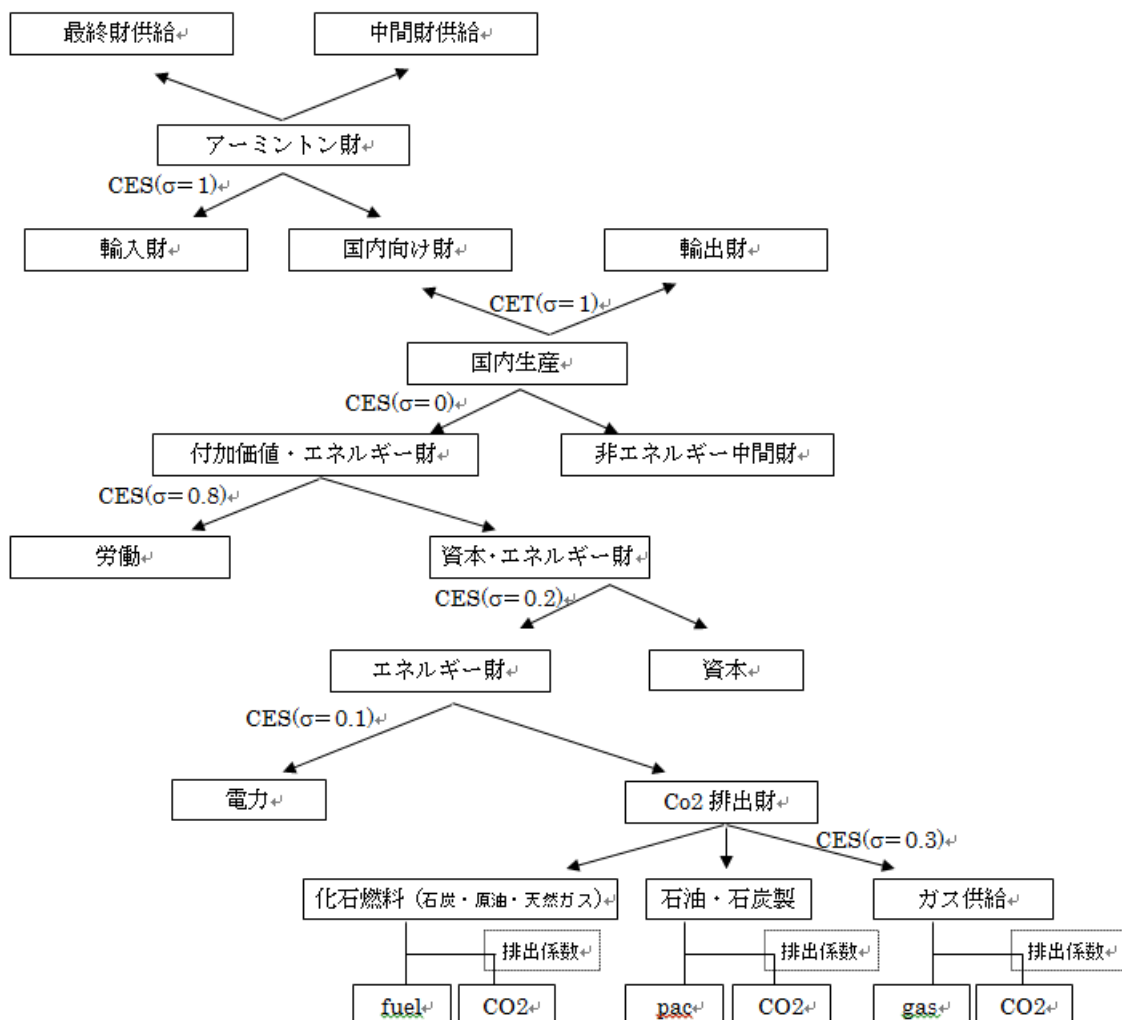 最終財供給↵
中間財供給↵
アーミントン財↵
CES(σ=1)↵
輸入財↵
国内向け財↵
輸出財↵
CET(σ=1)↵
国内生産↵
CES(σ=0)↵
付加価値・エネルギー財↵
非エネルギー中間財↵
CES(σ=0.8)↵
労働↵
資本・エネルギー財↵
CES(σ=0.2)↵
エネルギー財↵
資本↵
CES(σ=0.1)↵
電力↵
Co2 排出財↵
CES(σ=0.3)↵
化石燃料（石炭・原油・天然ガス）↵
石油・石炭製
ガス供給↵
排出係数↵
排出係数↵
排出係数↵
fuel↵
CO2↵
pac↵
CO2↵
gas↵
CO2↵